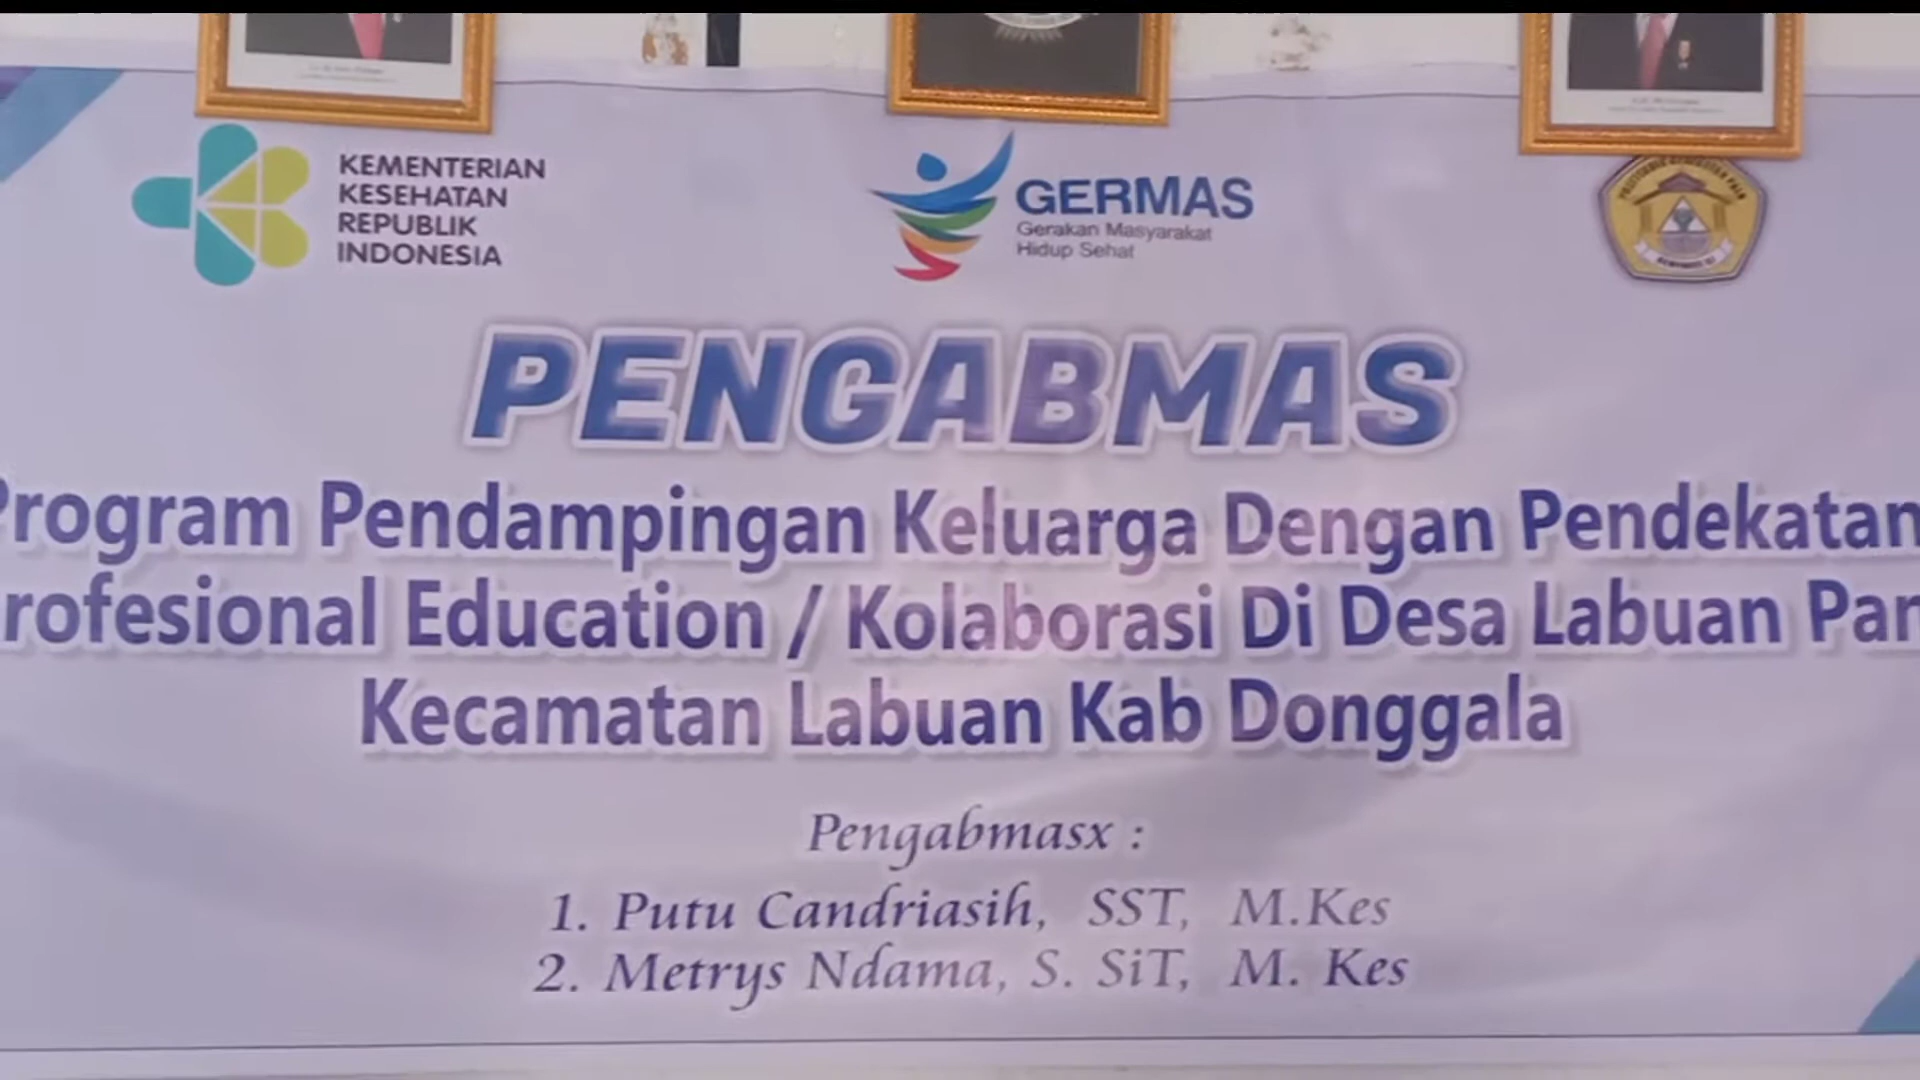 KEMENTERIAN
KESEHATAN
REPUBLIK
INDONESIA
GERMAS
Gerakan Masyarakat
Hidup Sehat
PENGABMAS
Program Pendampingan Keluarga Dengan Pendekatan
rofesional Education / Kolaborasi Di Desa Labuan Pan
Kecamatan Labuan Kab Donggala
Pengabmasx :
1. Putu Candriasih, SST, M.Kes
2. Metrys Ndama, S. SiT, M. Kes